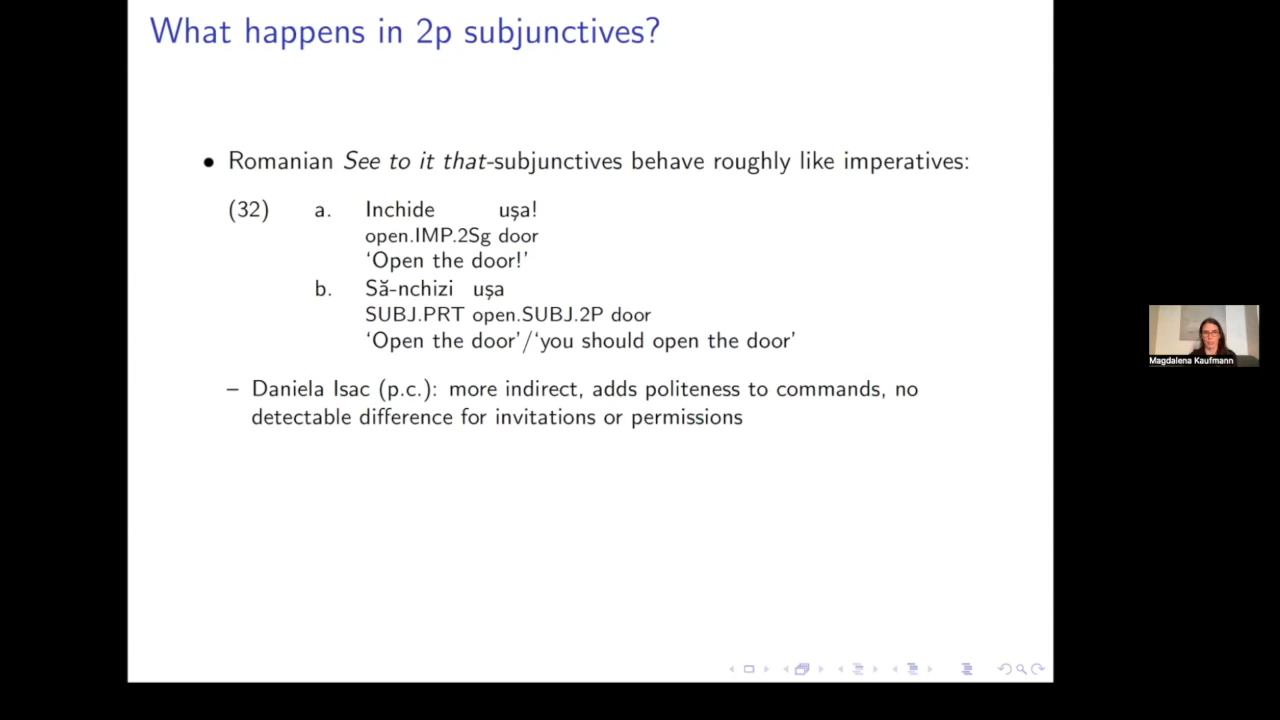 What happens in 2p subjunctives?
• Romanian See to it that-subjunctives behave roughly like imperatives:
(32) a. Inchide uşa!
open.IMP.2Sg door
‘Open the door!’
b. Să-nchizi uşa
SUBJ.PRT open.SUBJ.2P door
‘Open the door’/‘you should open the door’
– Daniela Isac (p.c.): more indirect, adds politeness to commands, no
detectable difference for invitations or permissions
Magdalena Kaufmann